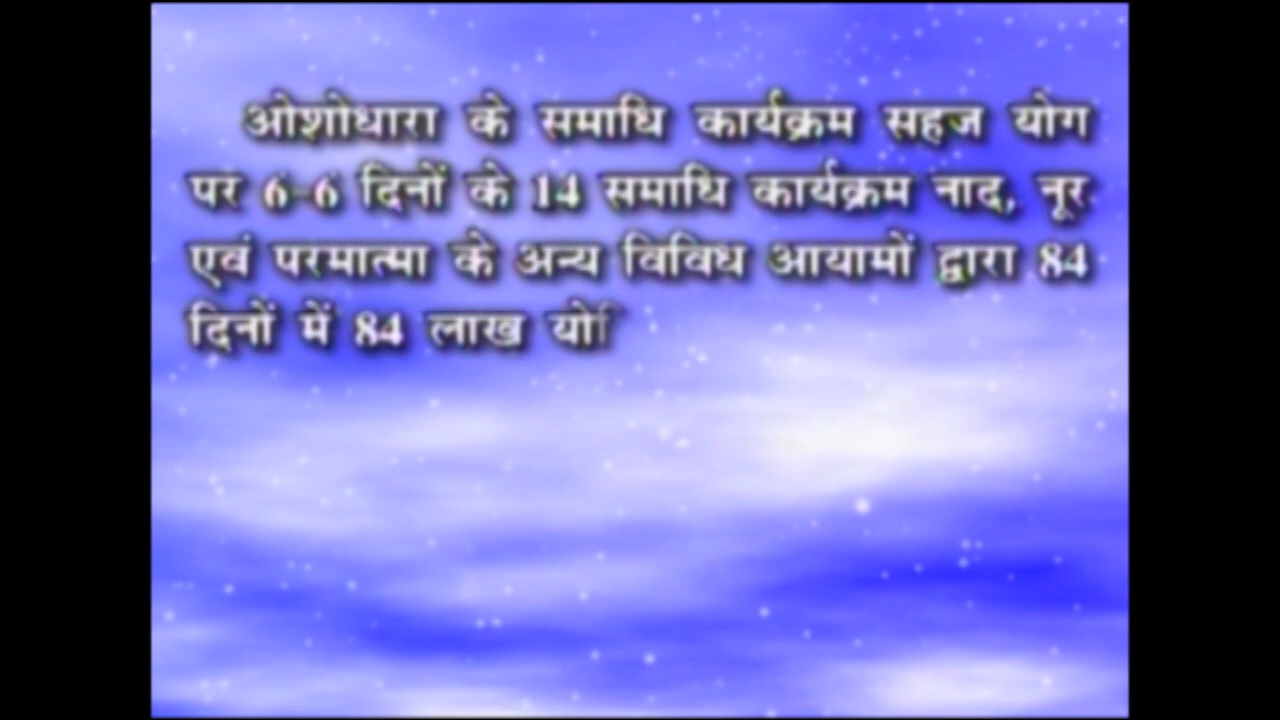 ओशोधारा के समाधि कार्यक्रम सहज योग
पर 6-6 दिनों के 14 समाधि कार्यक्रम नाद, नूर
एवं परमात्मा के अन्य विविध आयामों द्वारा 84
दिनों में 84 लाख